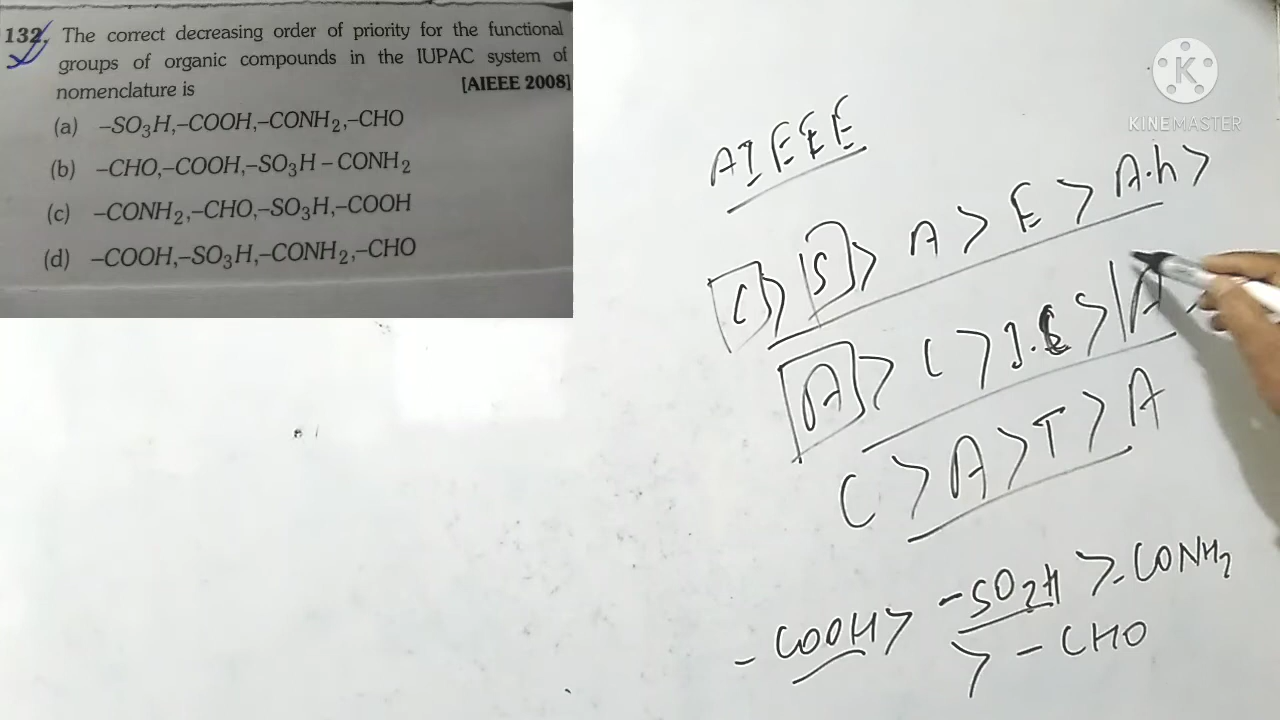 132. The correct decreasing order of priority for the functional
groups of organic compounds in the IUPAC system of
nomenclature is [AIEEE 2008]
(a) –SO₃H,–COOH,–CONH₂,–CHO
(b) –CHO,–COOH,–SO₃H – CONH₂
(c) –CONH₂,–CHO,–SO₃H,–COOH
(d) –COOH,–SO₃H,–CONH₂,–CHO
K
KINEMASTER
AIEEE
C > S > A > E > A.h >
A > C > I.C > A
C > A > T > A
-COOH > -SO₂H > -CONH₂
> -CHO